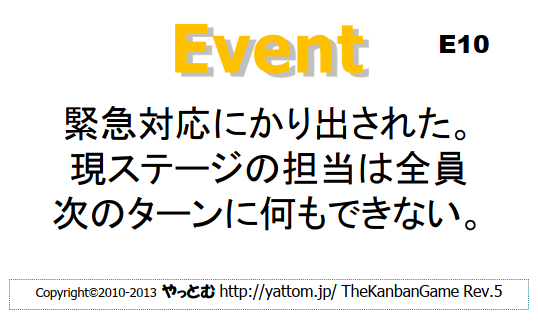 Event
E10
緊急対応にかり出された。
現ステージの担当は全員
次のターンに何もできない。
Copyright©2010-2013 やっとむ http://yattom.jp/ TheKanbanGame Rev.5